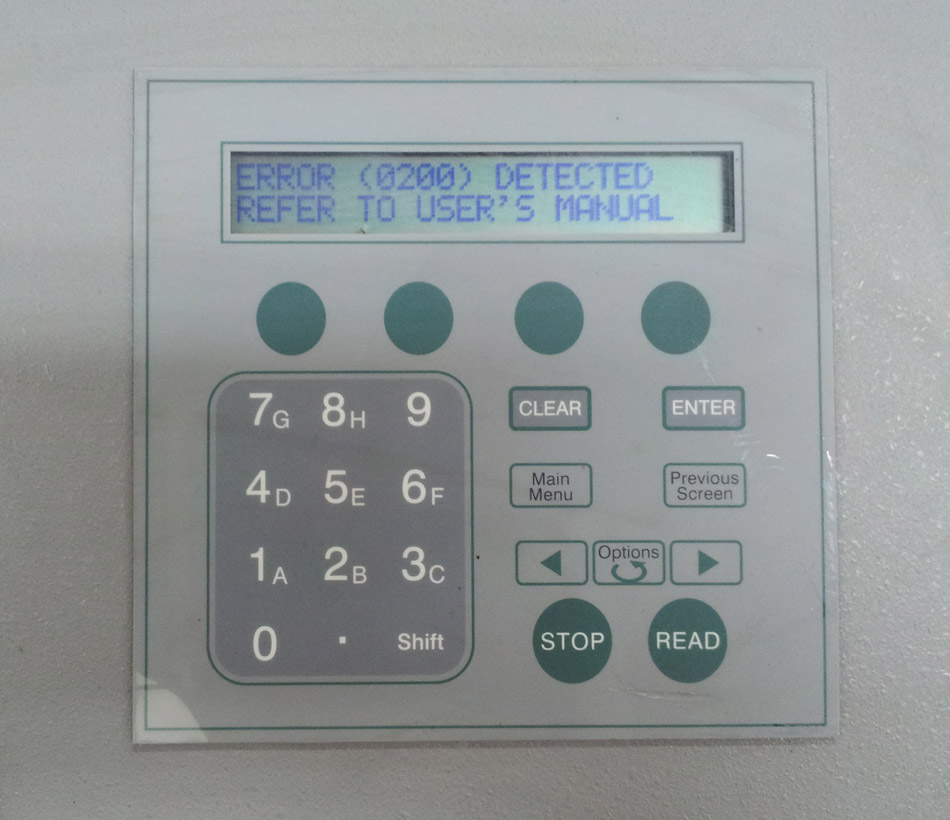 ERROR (0200) DETECTED
REFER TO USER'S MANUAL
7G 8H 9
CLEAR
ENTER
4D 5E 6F
Main
Menu
Previous
Screen
1A 2B 3C
Options
0 . Shift
STOP
READ